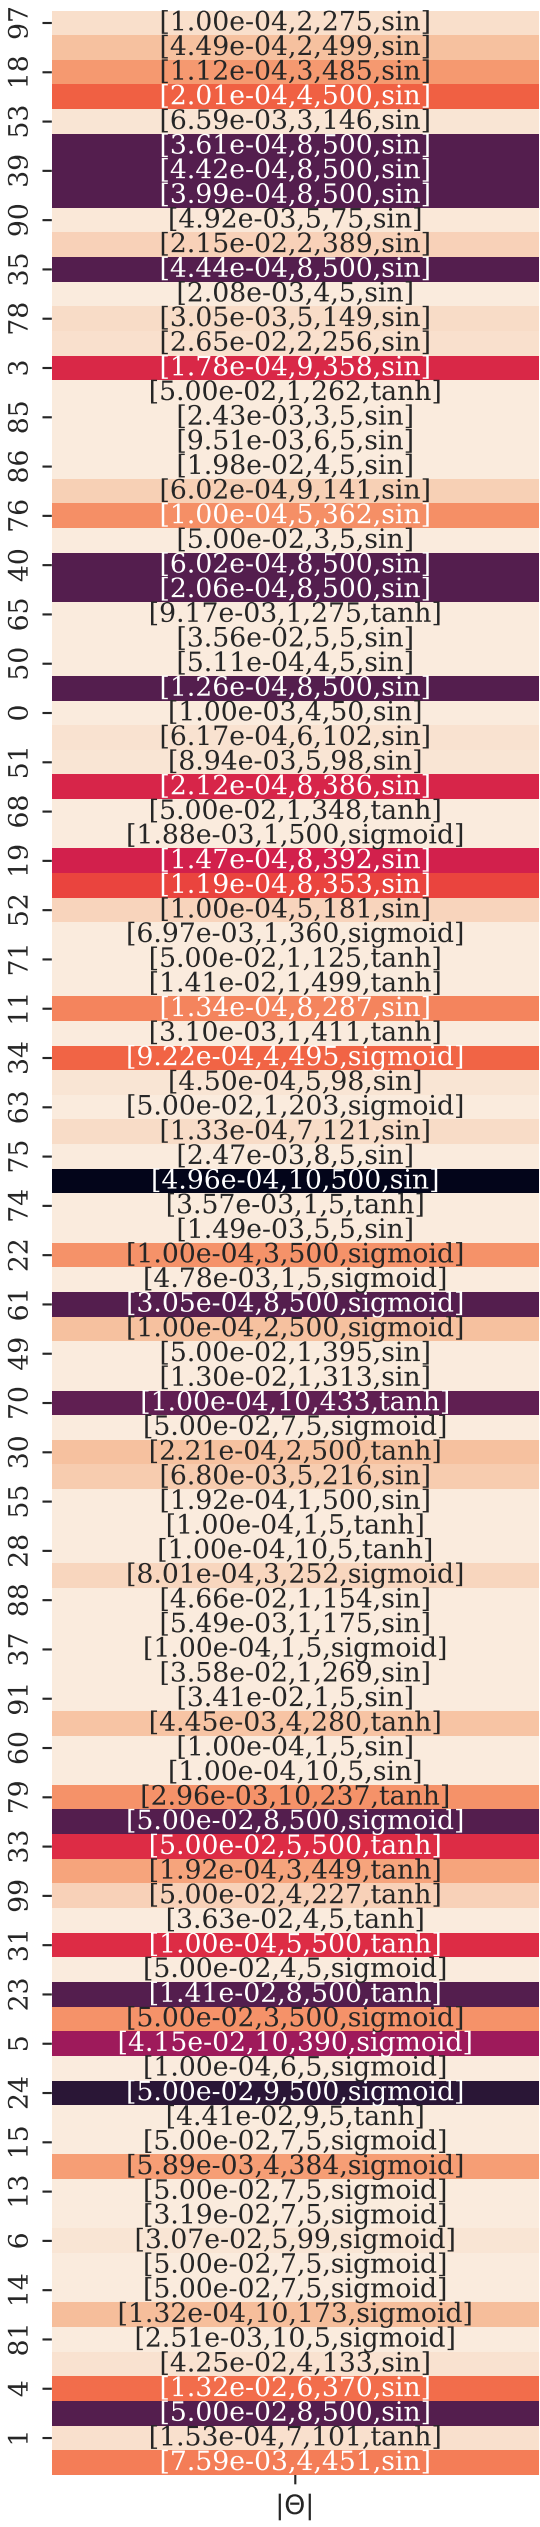 97 [1.00e-04,2,275,sin]
[4.49e-04,2,499,sin]
18 [1.12e-04,3,485,sin]
[2.01e-04,4,500,sin]
53 [6.59e-03,3,146,sin]
[3.61e-04,8,500,sin]
39 [4.42e-04,8,500,sin]
[3.99e-04,8,500,sin]
90 [4.92e-03,5,75,sin]
[2.15e-02,2,389,sin]
35 [4.44e-04,8,500,sin]
[2.08e-03,4,5,sin]
78 [3.05e-03,5,149,sin]
[2.65e-02,2,256,sin]
3 [1.78e-04,9,358,sin]
[5.00e-02,1,262,tanh]
85 [2.43e-03,3,5,sin]
[9.51e-03,6,5,sin]
86 [1.98e-02,4,5,sin]
[6.02e-04,9,141,sin]
76 [1.00e-04,5,362,sin]
[5.00e-02,3,5,sin]
40 [6.02e-04,8,500,sin]
[2.06e-04,8,500,sin]
65 [9.17e-03,1,275,tanh]
[3.56e-02,5,5,sin]
50 [5.11e-04,4,5,sin]
[1.26e-04,8,500,sin]
0 [1.00e-03,4,50,sin]
[6.17e-04,6,102,sin]
51 [8.94e-03,5,98,sin]
[2.12e-04,8,386,sin]
68 [5.00e-02,1,348,tanh]
[1.88e-03,1,500,sigmoid]
19 [1.47e-04,8,392,sin]
[1.19e-04,8,353,sin]
52 [1.00e-04,5,181,sin]
[6.97e-03,1,360,sigmoid]
71 [5.00e-02,1,125,tanh]
[1.41e-02,1,499,tanh]
11 [1.34e-04,8,287,sin]
[3.10e-03,1,411,tanh]
34 [9.22e-04,4,495,sigmoid]
[4.50e-04,5,98,sin]
63 [5.00e-02,1,203,sigmoid]
[1.33e-04,7,121,sin]
75 [2.47e-03,8,5,sin]
[4.96e-04,10,500,sin]
74 [3.57e-03,1,5,tanh]
[1.49e-03,5,5,sin]
22 [1.00e-04,3,500,sigmoid]
[4.78e-03,1,5,sigmoid]
61 [3.05e-04,8,500,sigmoid]
[1.00e-04,2,500,sigmoid]
49 [5.00e-02,1,395,sin]
[1.30e-02,1,313,sin]
70 [1.00e-04,10,433,tanh]
[5.00e-02,7,5,sigmoid]
30 [2.21e-04,2,500,tanh]
[6.80e-03,5,216,sin]
55 [1.92e-04,1,500,sin]
[1.00e-04,1,5,tanh]
28 [1.00e-04,10,5,tanh]
[8.01e-04,3,252,sigmoid]
88 [4.66e-02,1,154,sin]
[5.49e-03,1,175,sin]
37 [1.00e-04,1,5,sigmoid]
[3.58e-02,1,269,sin]
91 [3.41e-02,1,5,sin]
[4.45e-03,4,280,tanh]
60 [1.00e-04,1,5,sin]
[1.00e-04,10,5,sin]
79 [2.96e-03,10,237,tanh]
[5.00e-02,8,500,sigmoid]
33 [5.00e-02,5,500,tanh]
[1.92e-04,3,449,tanh]
99 [5.00e-02,4,227,tanh]
[3.63e-02,4,5,tanh]
31 [1.00e-04,5,500,tanh]
[5.00e-02,4,5,sigmoid]
23 [1.41e-02,8,500,tanh]
[5.00e-02,3,500,sigmoid]
5 [4.15e-02,10,390,sigmoid]
[1.00e-04,6,5,sigmoid]
24 [5.00e-02,9,500,sigmoid]
[4.41e-02,9,5,tanh]
15 [5.00e-02,7,5,sigmoid]
[5.89e-03,4,384,sigmoid]
13 [5.00e-02,7,5,sigmoid]
[3.19e-02,7,5,sigmoid]
6 [3.07e-02,5,99,sigmoid]
[5.00e-02,7,5,sigmoid]
14 [5.00e-02,7,5,sigmoid]
[1.32e-04,10,173,sigmoid]
81 [2.51e-03,10,5,sigmoid]
[4.25e-02,4,133,sin]
4 [1.32e-02,6,370,sin]
[5.00e-02,8,500,sin]
1 [1.53e-04,7,101,tanh]
[7.59e-03,4,451,sin]
|Θ|